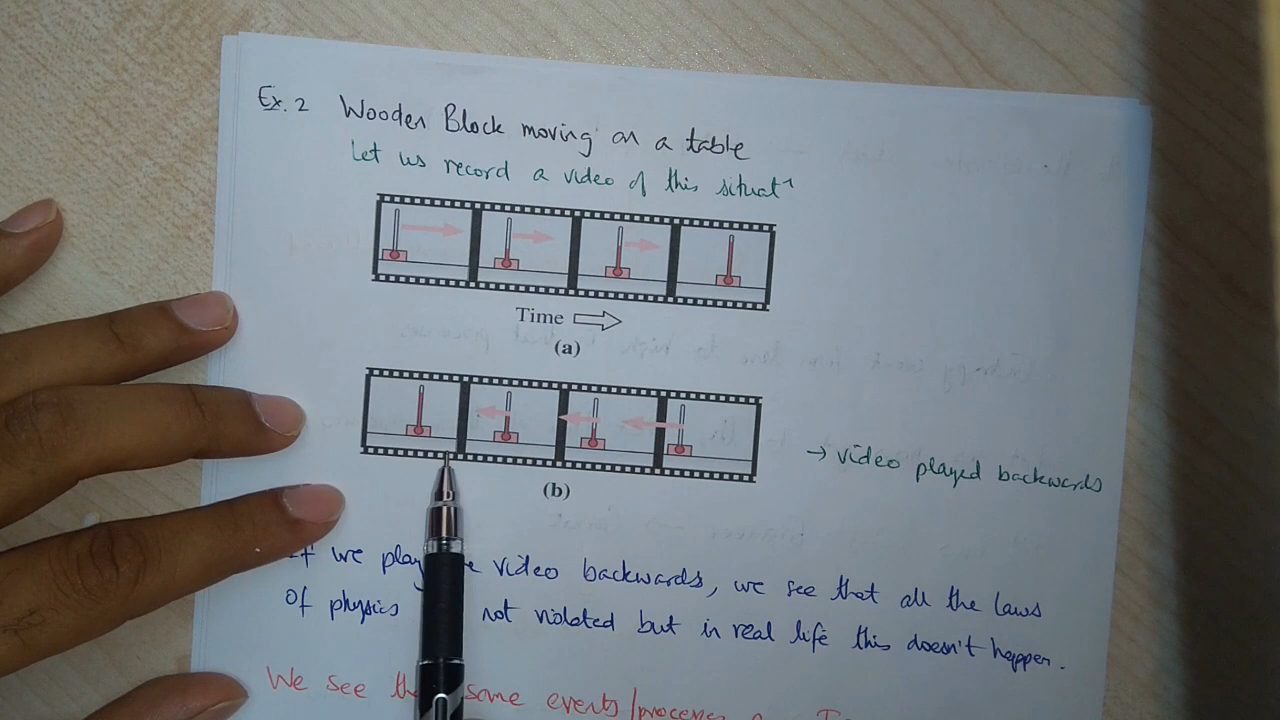 Ex. 2 Wooden Block moving on a table
Let us record a video of this situatⁿ
Time
(a)
→ video played backwards
(b)
If we play video backwards, we see that all the laws
of physics not violated but in real life this doesn't happen.
We see some events/processes